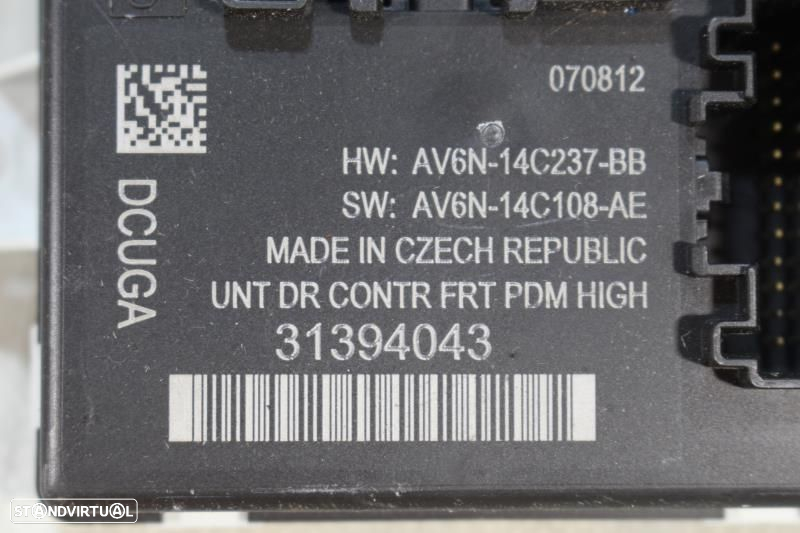 070812
HW: AV6N-14C237-BB
SW: AV6N-14C108-AE
MADE IN CZECH REPUBLIC
UNT DR CONTR FRT PDM HIGH
31394043
DCUGA
STANDVIRTUAL